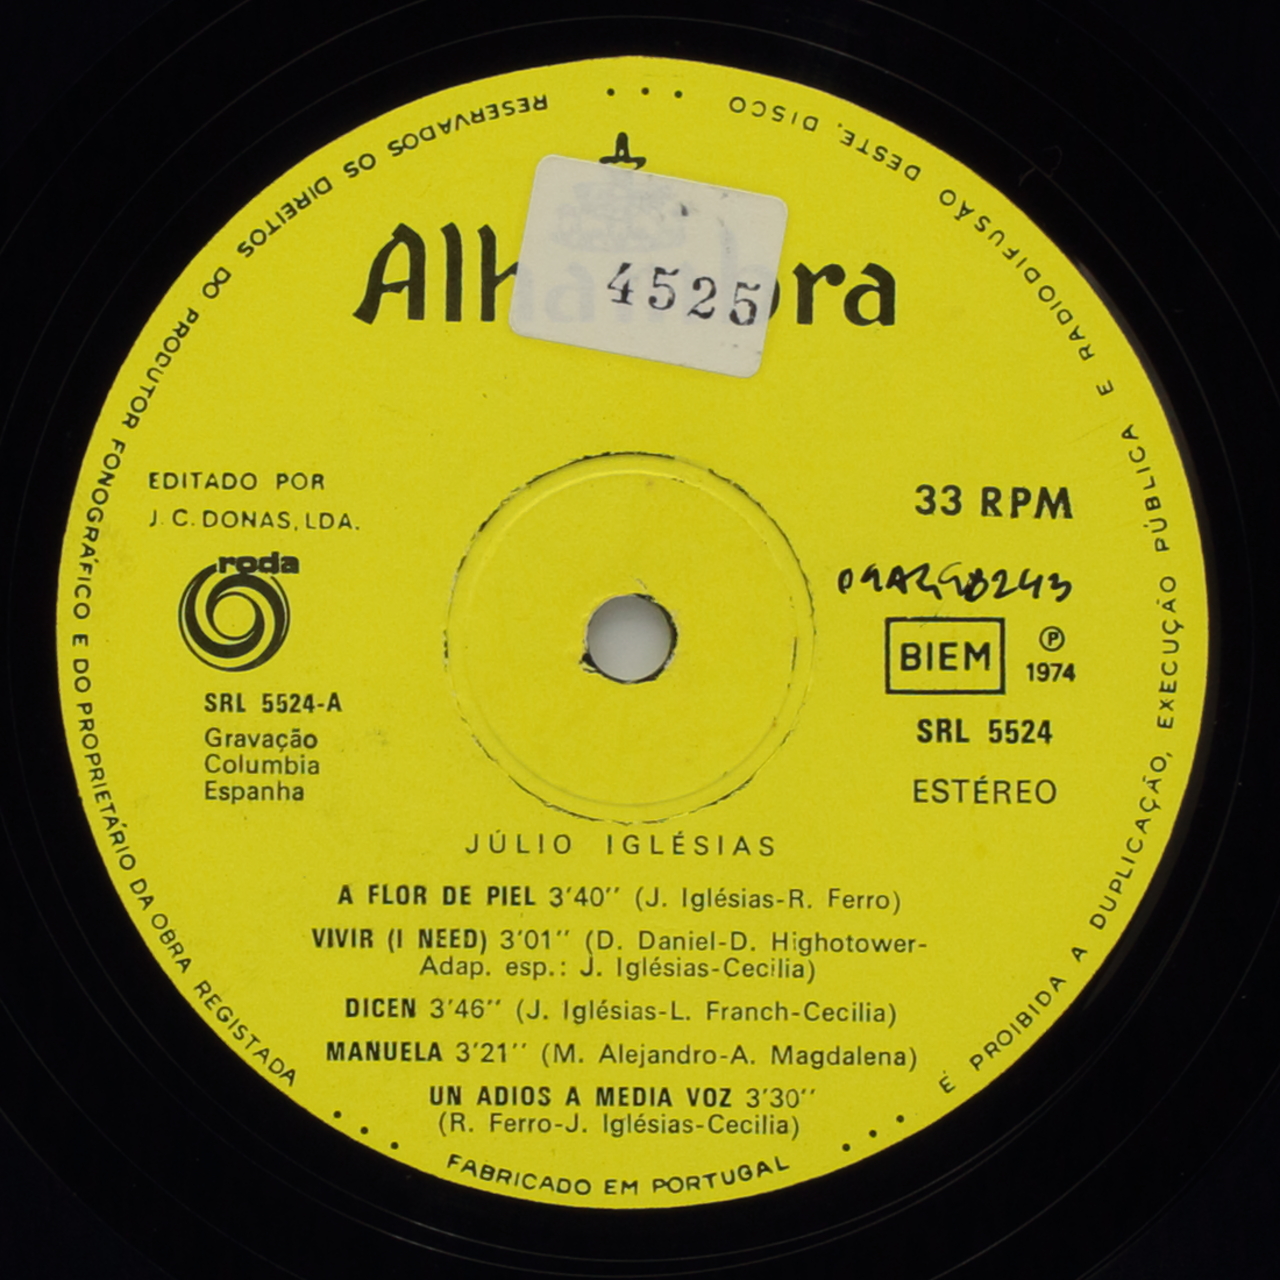 RESERVADOS OS DIREITOS DO PRODUTOR FONOGRÁFICO E DO PROPRIETÁRIO DA OBRA REGISTADA
É PROIBIDA A DUPLICAÇÃO, EXECUÇÃO PÚBLICA E RADIODIFUSÃO DESTE, DISCO
Alhambra
4525
EDITADO POR
J. C. DONAS, LDA.
roda
SRL 5524-A
Gravação
Columbia
Espanha
33 RPM
BIEM
℗
1974
SRL 5524
ESTÉREO
JÚLIO IGLÉSIAS
A FLOR DE PIEL 3'40'' (J. Iglésias-R. Ferro)
VIVIR (I NEED) 3'01'' (D. Daniel-D. Highotower-
Adap. esp.: J. Iglésias-Cecilia)
DICEN 3'46'' (J. Iglésias-L. Franch-Cecilia)
MANUELA 3'21'' (M. Alejandro-A. Magdalena)
UN ADIOS A MEDIA VOZ 3'30''
(R. Ferro-J. Iglésias-Cecilia)
FABRICADO EM PORTUGAL